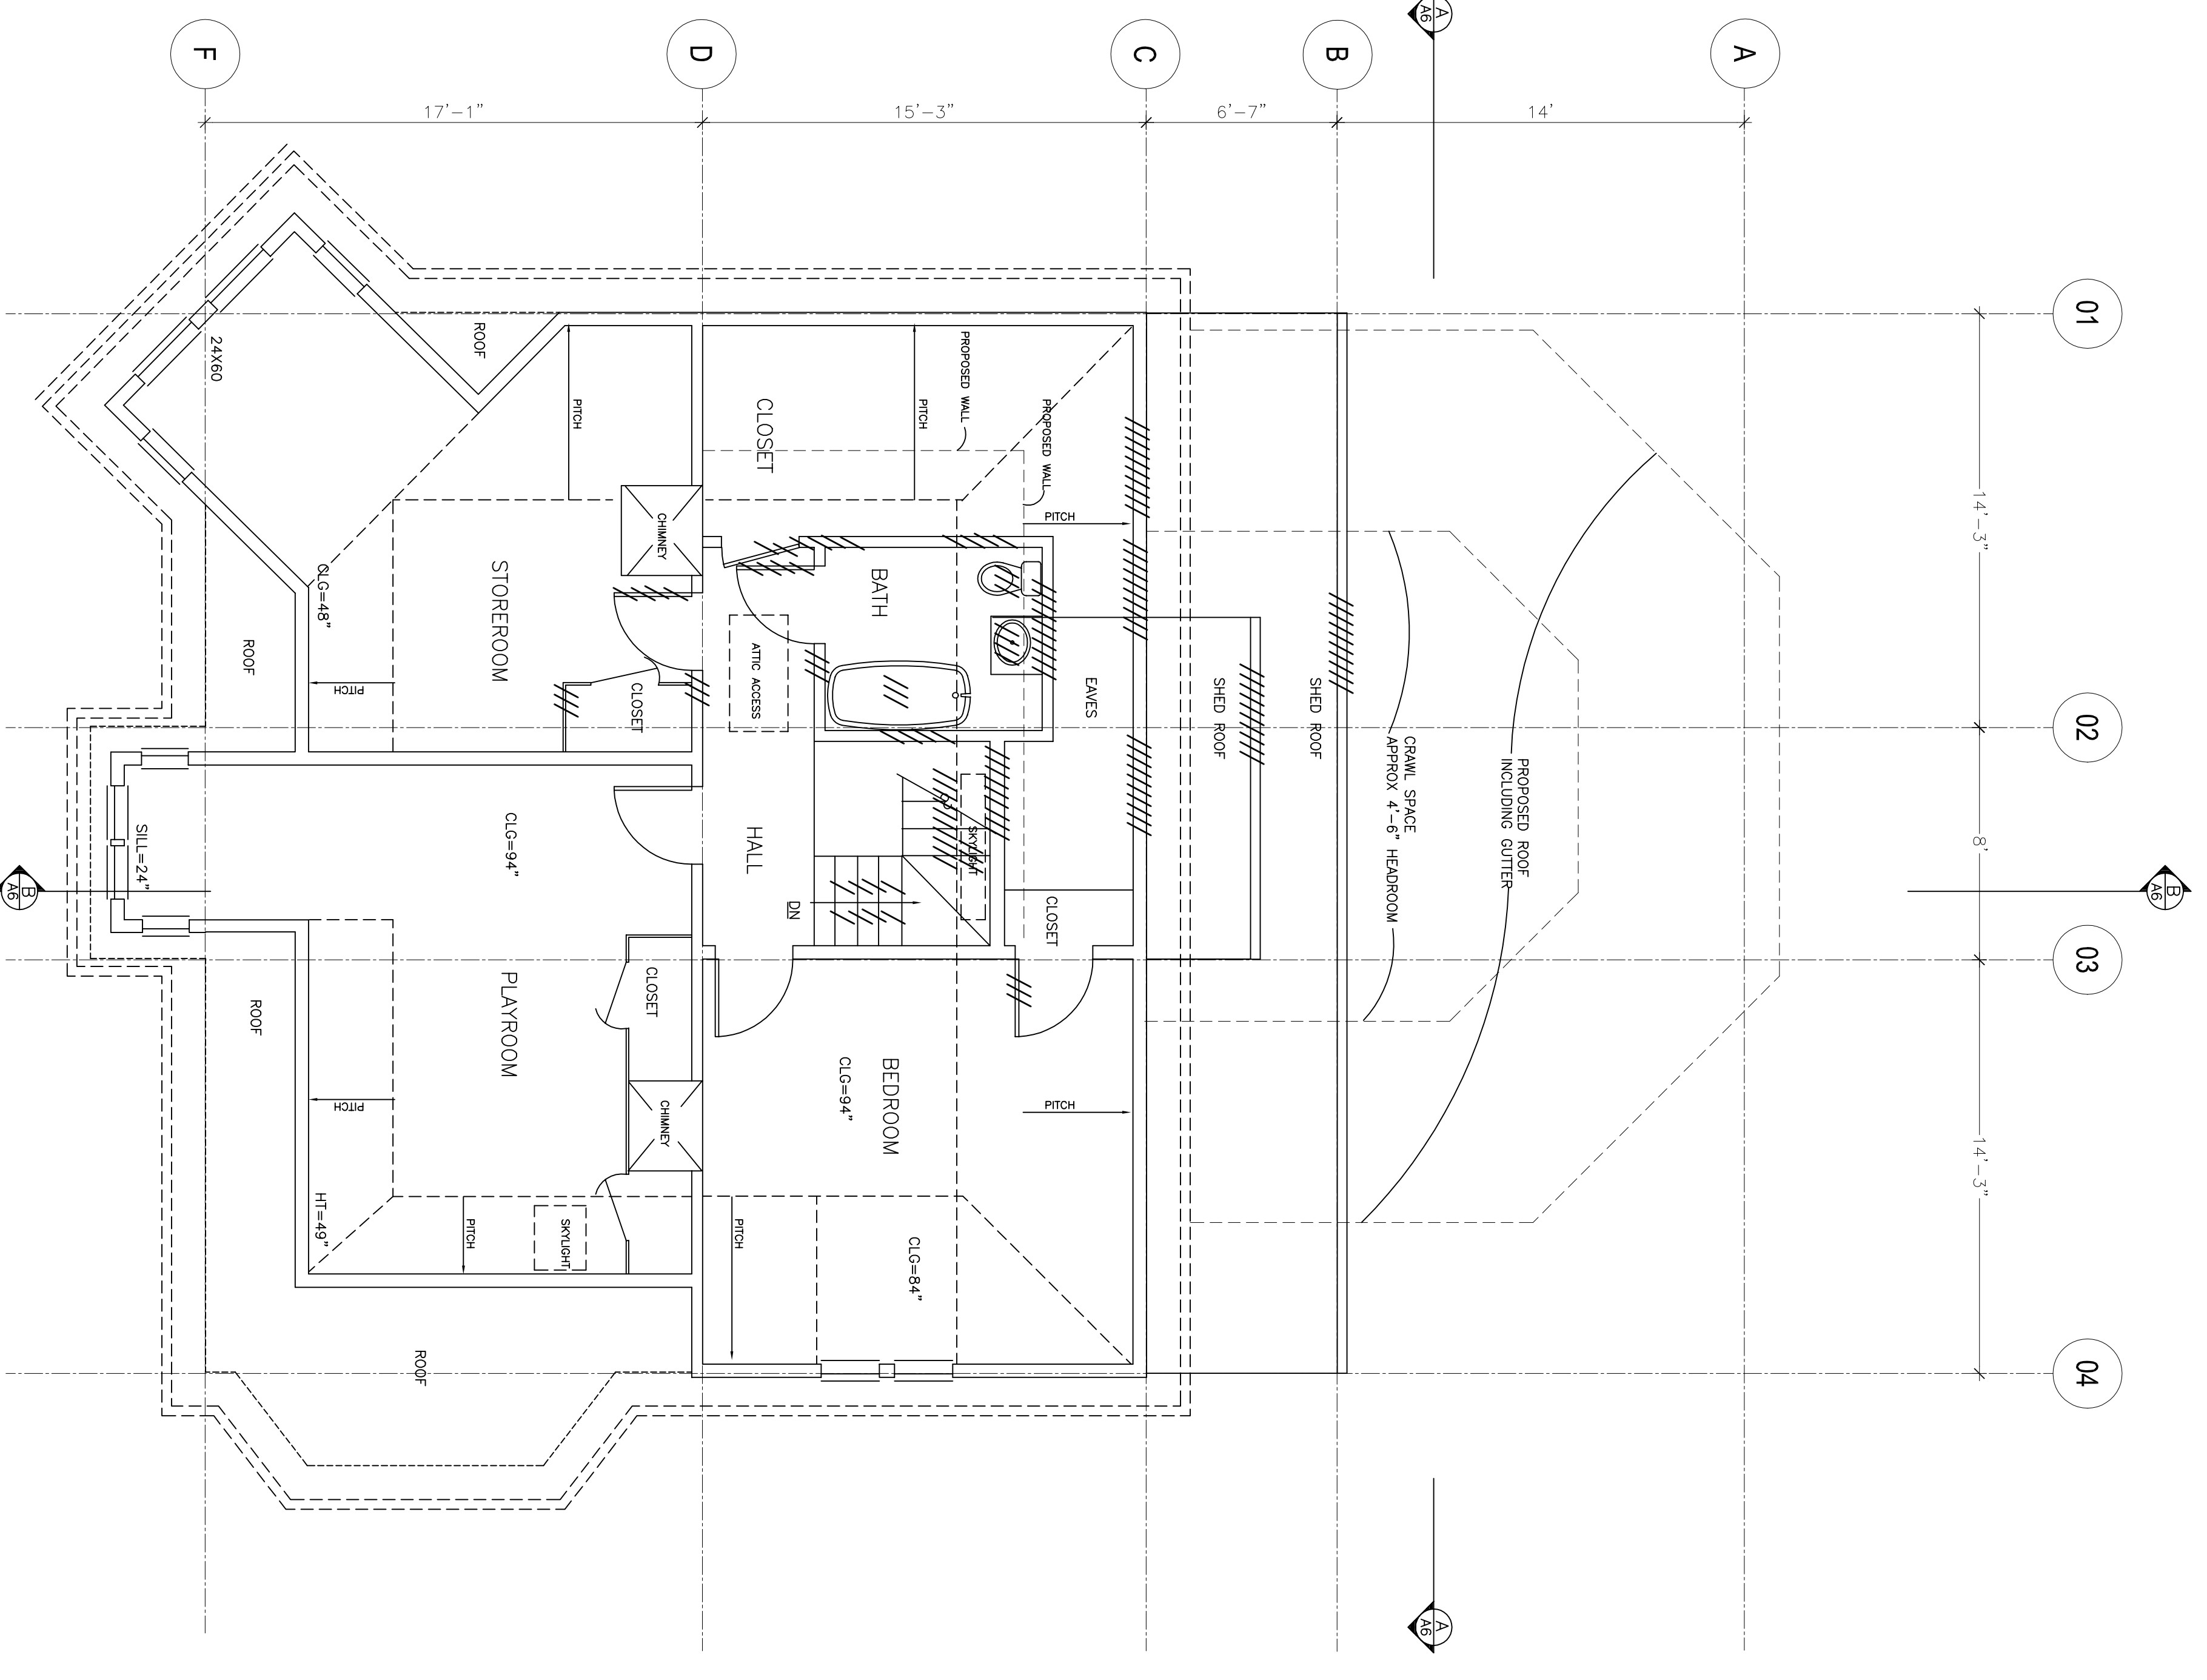 A
A6
F
D
C
B
A
17'-1"
15'-3"
6'-7"
14'
01
02
03
04
14'-3"
8'
14'-3"
B
A6
B
A6
A
A6
24X60
ROOF
PITCH
CLOSET
PITCH
PROPOSED WALL
PROPOSED WALL
PITCH
CHIMNEY
STOREROOM
CLG=48"
ROOF
PITCH
CLOSET
BATH
ATTIC ACCESS
EAVES
SHED ROOF
SHED ROOF
CRAWL SPACE
APPROX 4'-6" HEADROOM
PROPOSED ROOF
INCLUDING GUTTER
SKYLIGHT
HALL
DN
CLOSET
CLG=94"
SILL=24"
PLAYROOM
CLOSET
ROOF
PITCH
CHIMNEY
BEDROOM
CLG=94"
PITCH
HT=49"
PITCH
SKYLIGHT
PITCH
CLG=84"
ROOF